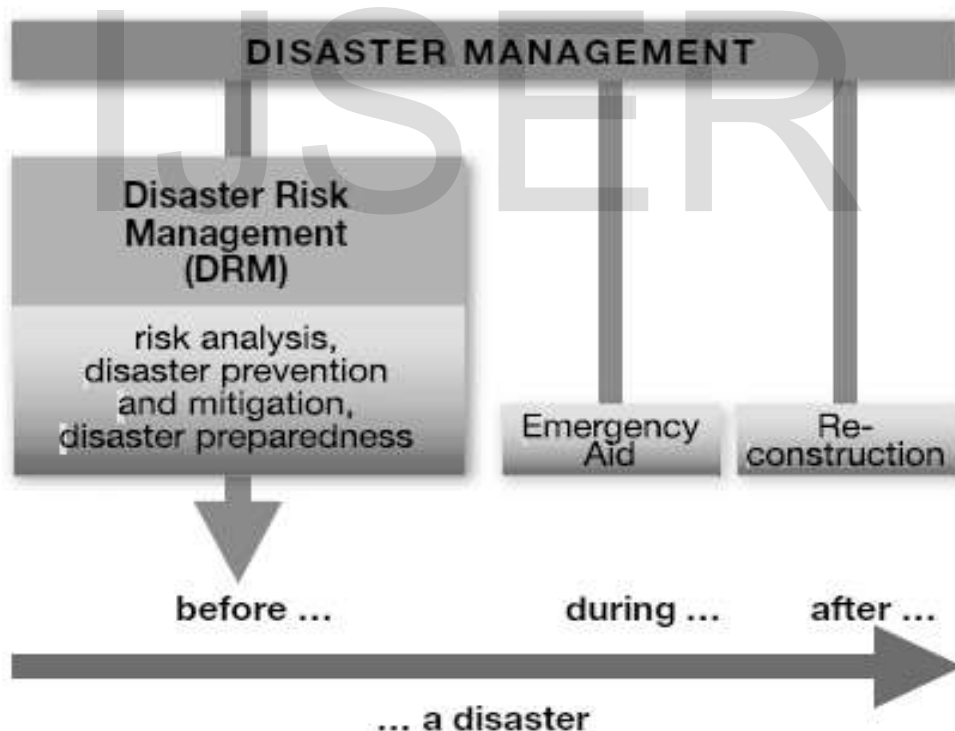 IJSER
DISASTER MANAGEMENT
Disaster Risk
Management
(DRM)
risk analysis,
disaster prevention
and mitigation,
disaster preparedness
Emergency
Aid
Re-
construction
before ...
during ...
after ...
... a disaster